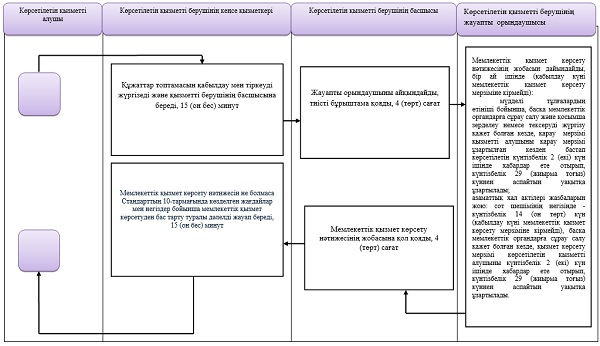 Көрсетілетін қызметті
алушы
Көрсетілетін қызметті берушінің кеңсе қызметкері
Көрсетілетін қызметті берушінің басшысы
Көрсетілетін қызметті берушінің
жауапты орындаушысы
Құжаттар топтамасын қабылдау мен тіркеуді
жүргізеді және қызметті берушінің басшысына
береді, 15 (он бес) минут
Жауапты орындаушыны айқындайды,
тиісті бұрыштама қояды, 4 (төрт) сағат
Мемлекеттік қызмет көрсету
нәтижесінің жобасын дайындайды,
бір ай ішінде (қабылдау күні
мемлекеттік қызмет көрсету
мерзіміне кірмейді):
мүдделі тұлғалардың
өтініші бойынша, басқа мемлекеттік
органдарға сұрау салу және қосымша
зерделеу немесе тексеруді жүргізу
қажет болған кезде, қарау мерзімі
қызметті алушыны қарау мерзімі
ұзартылған кезден бастап
көрсетілетін күнтізбелік 2 (екі) күн
ішінде хабардар ете отырып,
күнтізбелік 29 (жиырма тоғыз)
күннен аспайтын уақытқа
ұзартылады;
азаматтық хал актілері жазбаларын
жою: сот шешімінің негізінде -
күнтізбелік 14 (он төрт) күн
(қабылдау күні мемлекеттік қызмет
көрсету мерзіміне кірмейді), басқа
мемлекеттік органдарға сұрау салу
қажет болған кезде, қызмет көрсету
мерзімі көрсетілетін қызметті
алушыны күнтізбелік 2 (екі) күн
ішінде хабардар ете отырып,
күнтізбелік 29 (жиырма тоғыз)
күннен аспайтын уақытқа
ұзартылады.
Мемлекеттік қызмет көрсету нәтижесін не болмаса
Стандарттың 10-тармағында көзделген жағдайлар
мен негіздер бойынша мемлекеттік қызмет
көрсетуден бас тарту туралы дәлелді жауап береді,
15 (он бес) минут
Мемлекеттік қызмет көрсету
нәтижесінің жобасына қол қояды, 4
(төрт) сағат